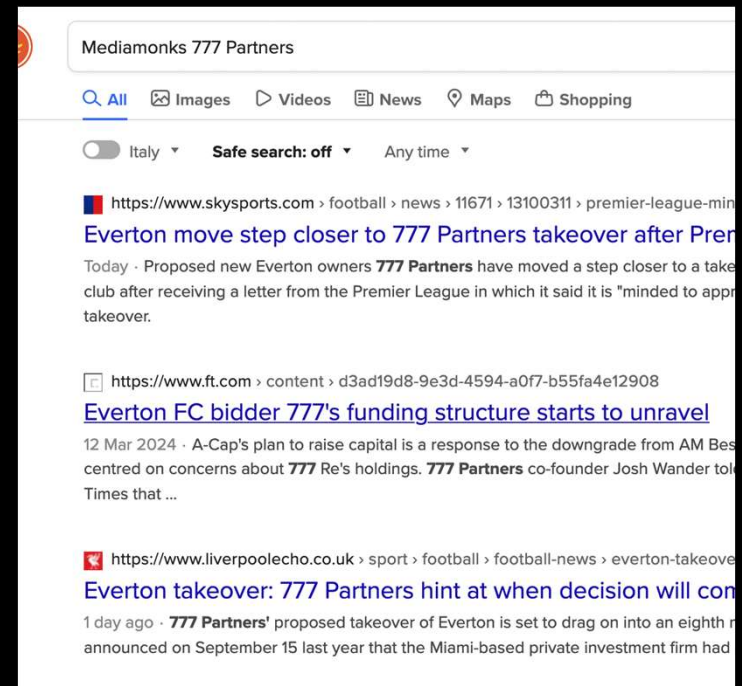 Mediamonks 777 Partners
All Images Videos News Maps Shopping
Italy Safe search: off Any time
https://www.skysports.com › football › news › 11671 › 13100311 › premier-league-min
Everton move step closer to 777 Partners takeover after Prer
Today · Proposed new Everton owners 777 Partners have moved a step closer to a take
club after receiving a letter from the Premier League in which it said it is "minded to appr
takeover.
https://www.ft.com › content › d3ad19d8-9e3d-4594-a0f7-b55fa4e12908
Everton FC bidder 777's funding structure starts to unravel
12 Mar 2024 · A-Cap's plan to raise capital is a response to the downgrade from AM Bes
centred on concerns about 777 Re's holdings. 777 Partners co-founder Josh Wander tol
Times that ...
https://www.liverpoolecho.co.uk › sport › football › football-news › everton-takeove
Everton takeover: 777 Partners hint at when decision will com
1 day ago · 777 Partners' proposed takeover of Everton is set to drag on into an eighth
announced on September 15 last year that the Miami-based private investment firm had